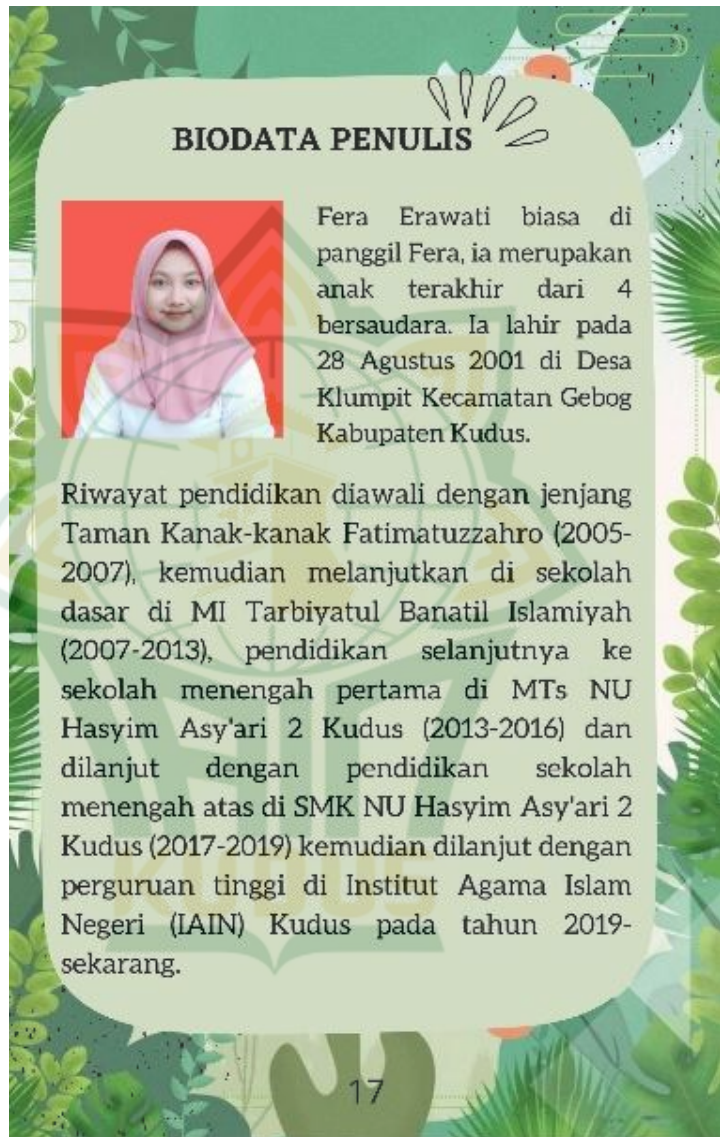 BIODATA PENULIS
Fera Erawati biasa di
panggil Fera, ia merupakan
anak terakhir dari 4
bersaudara. Ia lahir pada
28 Agustus 2001 di Desa
Klumpit Kecamatan Gebog
Kabupaten Kudus.
Riwayat pendidikan diawali dengan jenjang
Taman Kanak-kanak Fatimatuzzahro (2005-
2007), kemudian melanjutkan di sekolah
dasar di MI Tarbiyatul Banatil Islamiyah
(2007-2013), pendidikan selanjutnya ke
sekolah menengah pertama di MTs NU
Hasyim Asy'ari 2 Kudus (2013-2016) dan
dilanjut dengan pendidikan sekolah
menengah atas di SMK NU Hasyim Asy'ari 2
Kudus (2017-2019) kemudian dilanjut dengan
perguruan tinggi di Institut Agama Islam
Negeri (IAIN) Kudus pada tahun 2019-
sekarang.
KUDUS
17